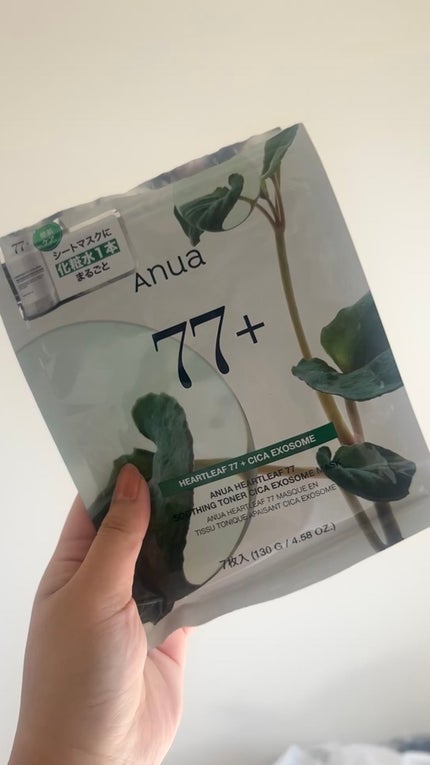 77+
シートマスクに
化粧水1本
まるごと
Anua
77+
HEARTLEAF 77 + CICA EXOSOME
ANUA HEARTLEAF 77
SOOTHING TONER CICA EXOSOME MASK
ANUA HEARTLEAF 77 MASQUE EN
TISSU TONIQUE APAISANT CICA EXOSOME
7枚入 (130 G / 4.58 OZ.)